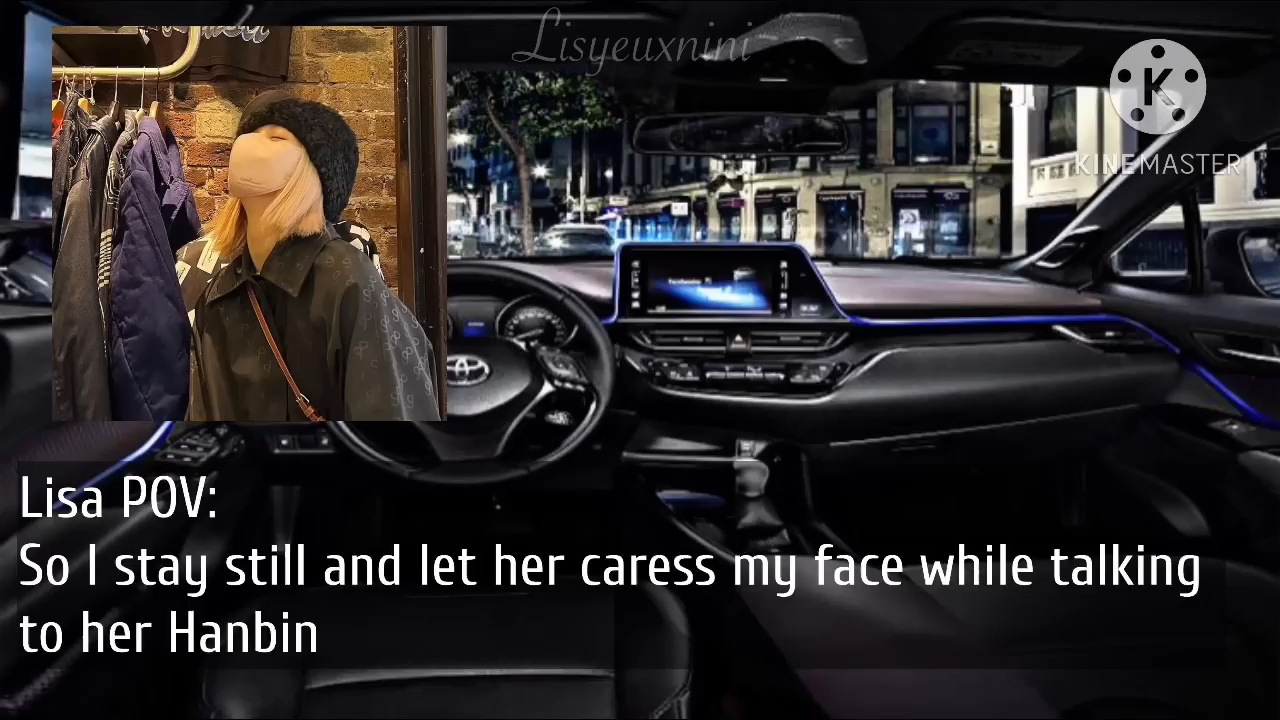 Lisyeuxnini
K
KINEMASTER
Lisa POV:
So I stay still and let her caress my face while talking
to her Hanbin